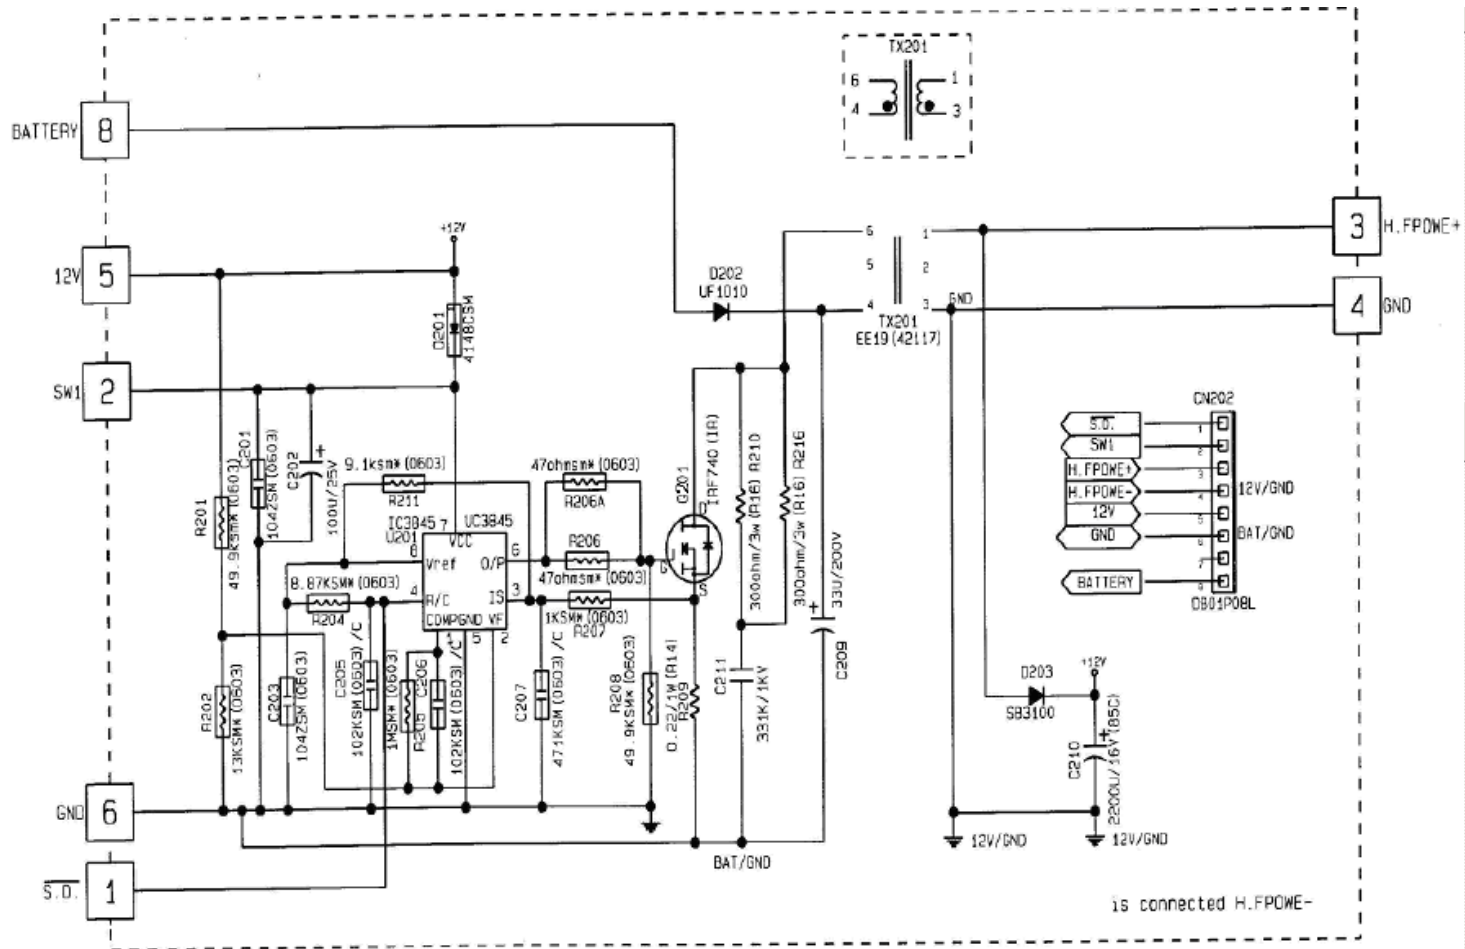 TX201
6 1
4 3
BATTERY 8
+12V
12V 5
3 H.FPOWE+
4 GND
SW1 2
D202
UF1010
6 1
5 2
4 3 GND
TX201
EE19(42117)
D201
4148CSM
C201
104ZSM(0603)
C202
100U/25V
R201
49.9ksm*(0603)
9.1ksm*(0603)
R211
47ohmsm*(0603)
R206A
IC3845 UC3845
U201 7
VCC
8 Vref O/P 6
4 R/C IS 3
COMPGND VF
1 5 2
R206
47ohmsm*(0603)
8.87KSM*(0603)
R204
1KSM*(0603)
R207
Q201
IRF740(IR)
D
G
S
300ohm/3w(R16)R210
300ohm/3w(R16)R216
33U/200V
C209
R202
13KSM*(0603)
C203
104ZSM(0603)
C205
102KSM(0603)/C
1MSM*(0603)
R205
C206
102KSM(0603)/C
C207
471KSM(0603)/C
R208
49.9KSM*(0603)
0.22/1W(R14)
R209
C211
331K/1KV
CN202
S.D. 1
SW1 2
H.FPOWE+ 3
H.FPOWE- 4 12V/GND
12V 5
GND 6 BAT/GND
7
BATTERY 8
DB01P08L
D203
SB3100
+12V
C210
2200U/16V(85C)
GND 6
12V/GND
12V/GND
BAT/GND
S.D. 1
is connected H.FPOWE-